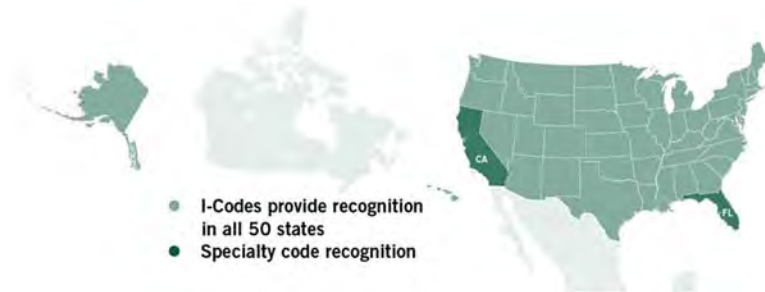 CA
FL
I-Codes provide recognition
in all 50 states
Specialty code recognition